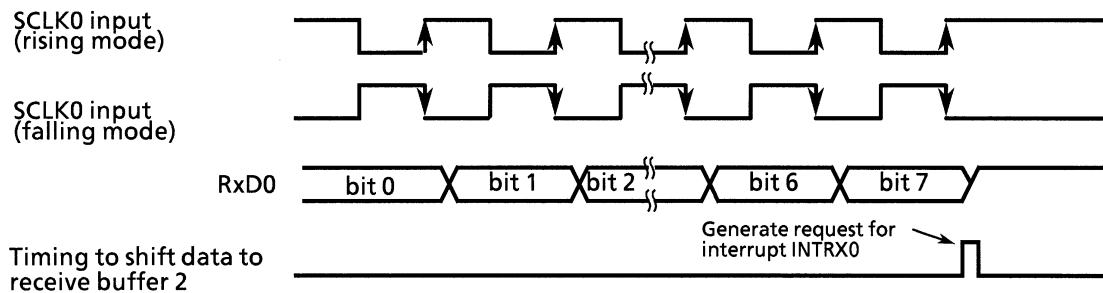 SCLK0 input
(rising mode)
SCLK0 input
(falling mode)
RxD0
bit 0
bit 1
bit 2
bit 6
bit 7
Generate request for
interrupt INTRX0
Timing to shift data to
receive buffer 2